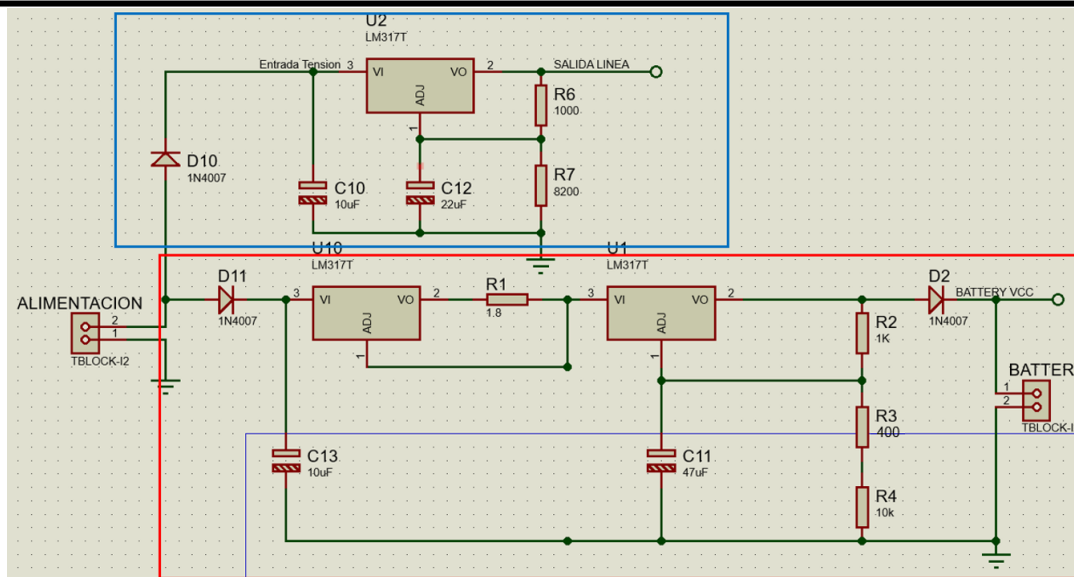 U2
LM317T
Entrada Tension
3
VI
VO
2
SALIDA LINEA
ADJ
1
R6
1000
D10
1N4007
C10
10uF
C12
22uF
R7
8200
U10
LM317T
U1
LM317T
ALIMENTACION
2
1
TBLOCK-I2
D11
1N4007
3
VI
VO
2
ADJ
1
R1
1.8
3
VI
VO
2
ADJ
1
D2
1N4007
BATTERY VCC
R2
1K
BATTER
1
2
TBLOCK-I
R3
400
C13
10uF
C11
47uF
R4
10k